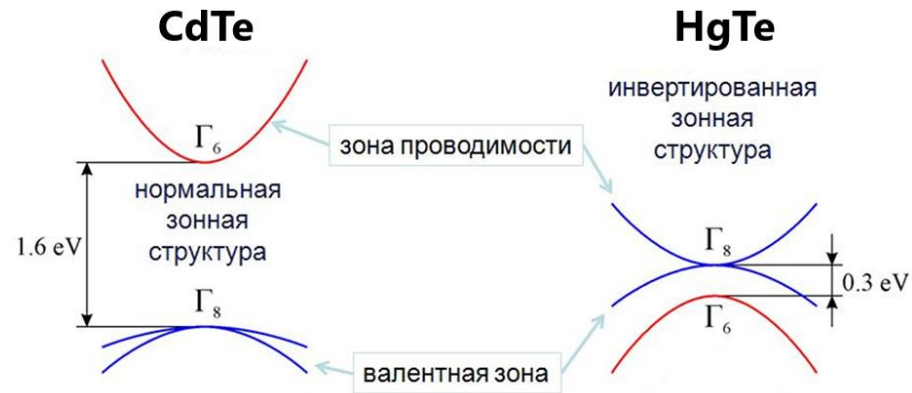 CdTe
HgTe
инвертированная
зонная
структура
Γ6
зона проводимости
нормальная
зонная
структура
1.6 eV
Γ8
Γ8
0.3 eV
Γ6
валентная зона